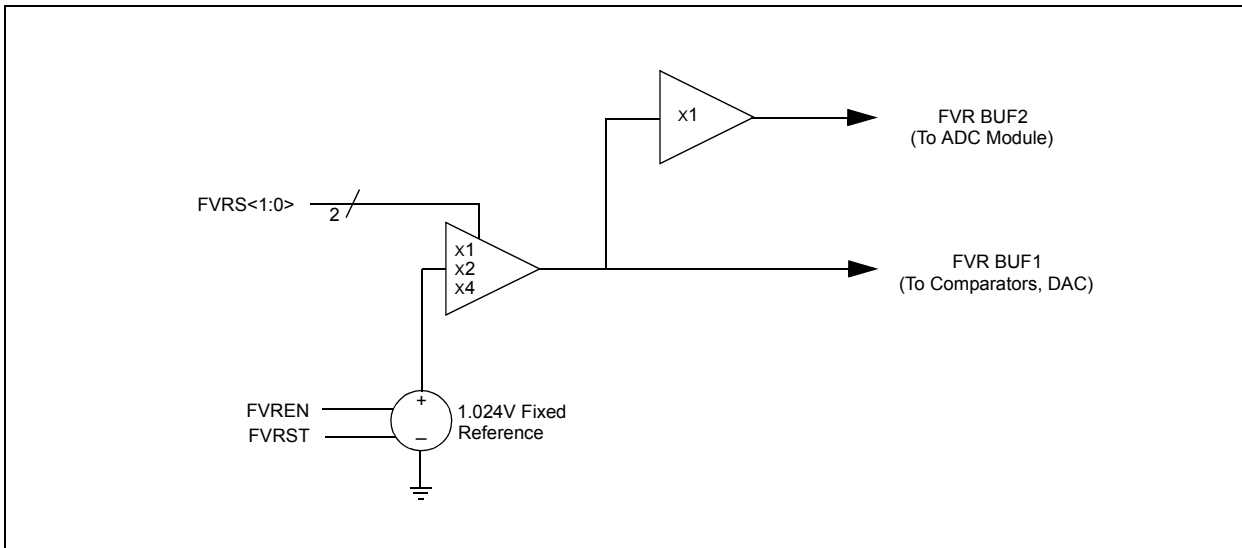 x1
FVR BUF2
(To ADC Module)
FVRS<1:0>
2
x1
x2
x4
FVR BUF1
(To Comparators, DAC)
FVREN
FVRST
+
–
1.024V Fixed
Reference